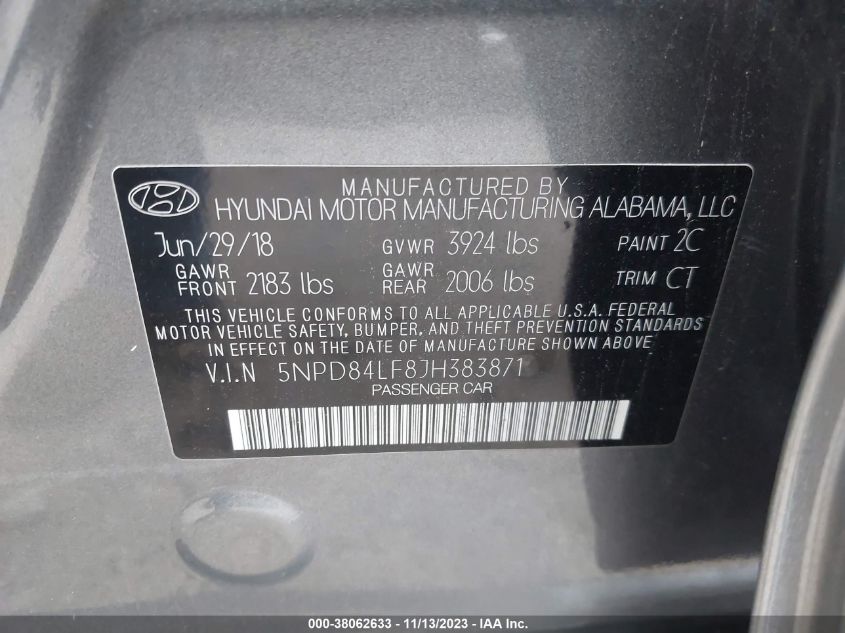 MANUFACTURED BY
HYUNDAI MOTOR MANUFACTURING ALABAMA, LLC
Jun/29/18 GVWR 3924 lbs PAINT 2C
GAWR FRONT 2183 lbs GAWR REAR 2006 lbs TRIM CT
THIS VEHICLE CONFORMS TO ALL APPLICABLE U.S.A. FEDERAL
MOTOR VEHICLE SAFETY, BUMPER, AND THEFT PREVENTION STANDARDS
IN EFFECT ON THE DATE OF MANUFACTURE SHOWN ABOVE.
V.I.N 5NPD84LF8JH383871
PASSENGER CAR
000-38062633 - 11/13/2023 - IAA Inc.